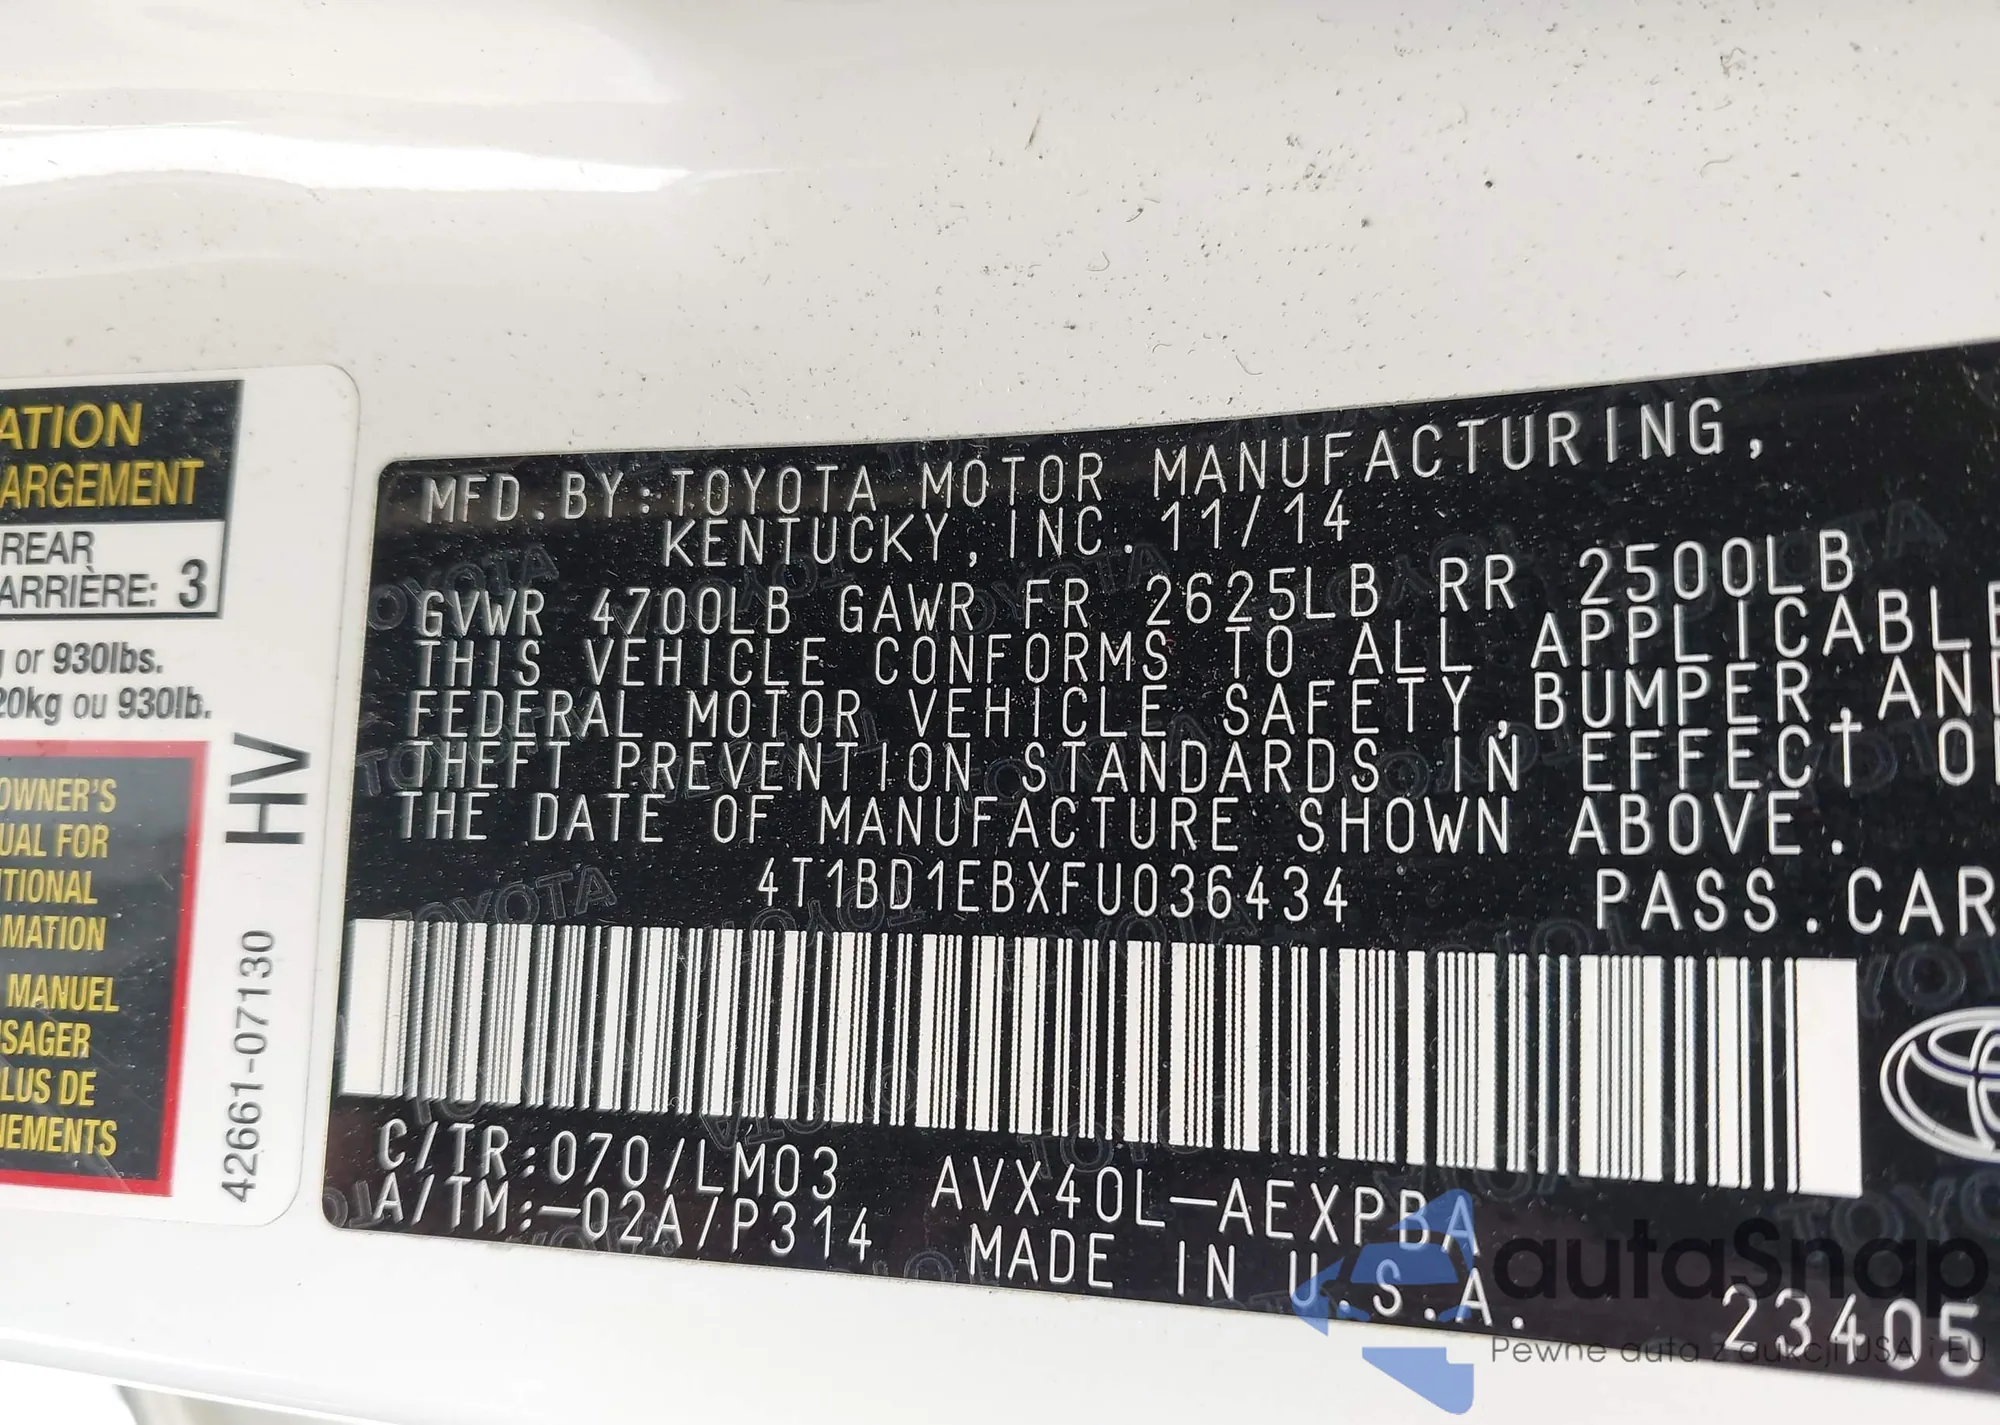 ATION
ARGEMENT
REAR
ARRIÈRE: 3
g or 930lbs.
20kg ou 930lb.
OWNER'S
UAL FOR
ITIONAL
RMATION
MANUEL
SAGER
PLUS DE
NEMENTS
42661-07130 HV
MFD. BY:TOYOTA MOTOR MANUFACTURING,
KENTUCKY, INC. 11/14
GVWR 4700LB GAWR FR 2625LB RR 2500LB
THIS VEHICLE CONFORMS TO ALL APPLICABLE
FEDERAL MOTOR VEHICLE SAFETY,BUMPER,AND
THEFT PREVENTION STANDARDS IN EFFECT O
THE DATE OF MANUFACTURE SHOWN ABOVE.
4T1BD1EBXFU036434 PASS.CAR
C/TR:070/LM03 AVX40L-AEXPBA
A/TM:-02A/P314 MADE IN U.S.A.
23405
autaSnap
Pewne auta z aukcji USA i EU